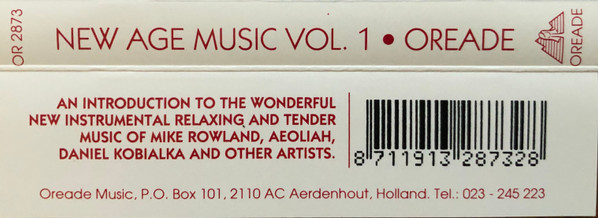 OR 2873
NEW AGE MUSIC VOL. 1 • OREADE
OREADE
AN INTRODUCTION TO THE WONDERFUL
NEW INSTRUMENTAL RELAXING AND TENDER
MUSIC OF MIKE ROWLAND, AEOLIAH,
DANIEL KOBIALKA AND OTHER ARTISTS.
8 711913 287328
Oreade Music, P.O. Box 101, 2110 AC Aerdenhout, Holland. Tel.: 023 - 245 223